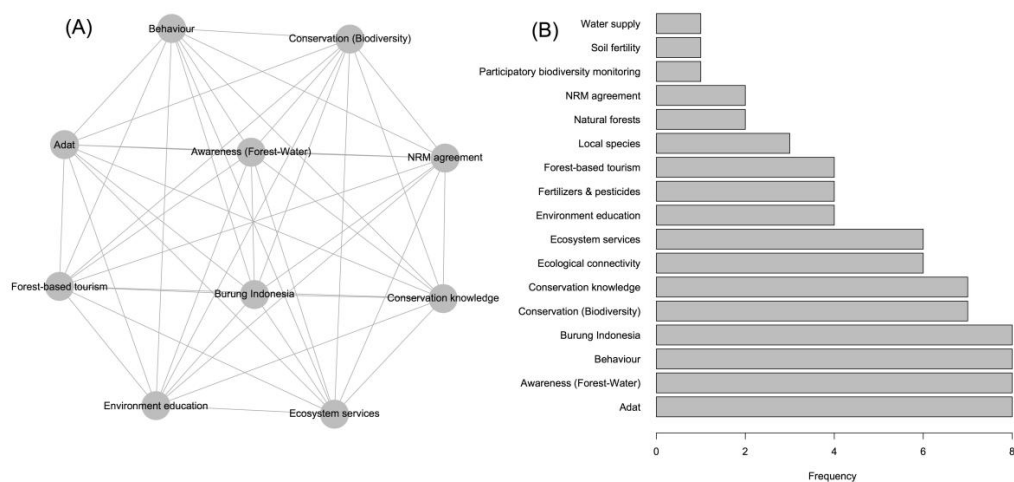 (A)
Behaviour
Conservation (Biodiversity)
Adat
Awareness (Forest-Water)
NRM agreement
Forest-based tourism
Burung Indonesia
Conservation knowledge
Environment education
Ecosystem services
(B)
Water supply
Soil fertility
Participatory biodiversity monitoring
NRM agreement
Natural forests
Local species
Forest-based tourism
Fertilizers & pesticides
Environment education
Ecosystem services
Ecological connectivity
Conservation knowledge
Conservation (Biodiversity)
Burung Indonesia
Behaviour
Awareness (Forest-Water)
Adat
0 2 4 6 8
Frequency